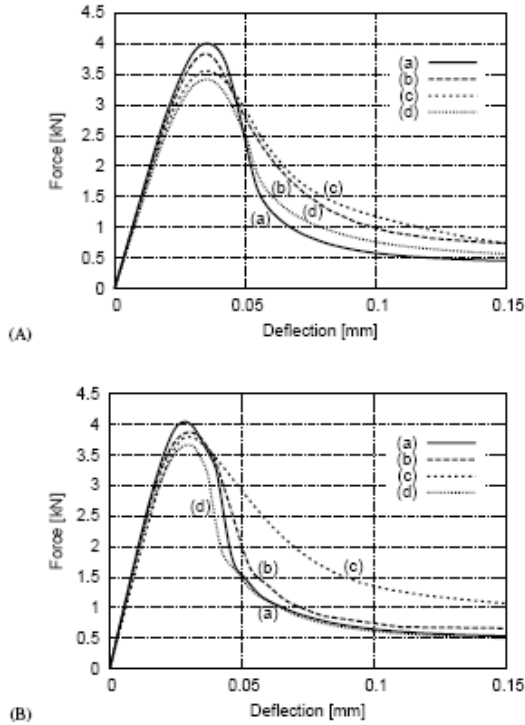 4.5
4
3.5
3
2.5
2
1.5
1
0.5
0
Force [kN]
(a)
(b)
(c)
(d)
(c)
(b)
(d)
(a)
0 0.05 0.1 0.15
Deflection [mm]
(A)
4.5
4
3.5
3
2.5
2
1.5
1
0.5
0
Force [kN]
(a)
(b)
(c)
(d)
(d)
(b)
(c)
(a)
0 0.05 0.1 0.15
Deflection [mm]
(B)